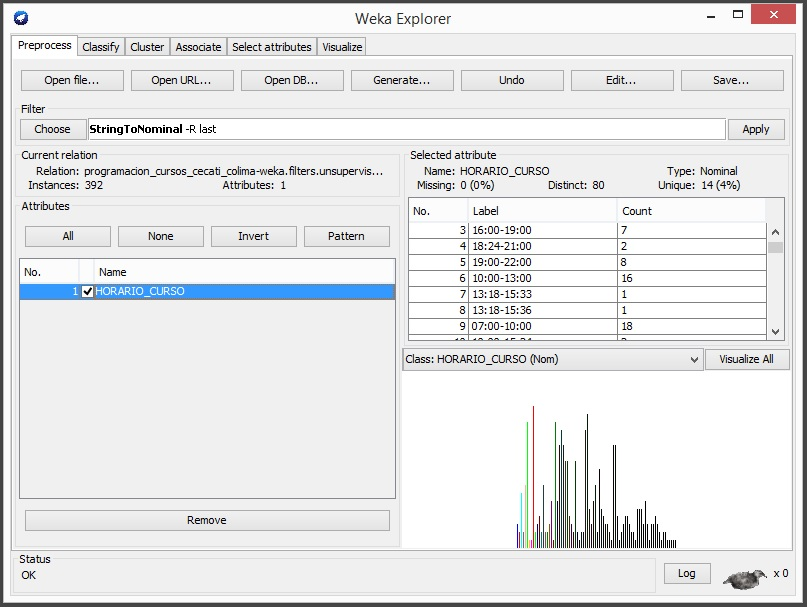 Weka Explorer
Preprocess Classify Cluster Associate Select attributes Visualize
Open file... Open URL... Open DB... Generate... Undo Edit... Save...
Filter
Choose StringToNominal -R last Apply
Current relation
Relation: programacion_cursos_cecati_colima-weka.filters.unsupervis...
Instances: 392 Attributes: 1
Selected attribute
Name: HORARIO_CURSO Type: Nominal
Missing: 0 (0%) Distinct: 80 Unique: 14 (4%)
Attributes
All None Invert Pattern
No. Name
1 HORARIO_CURSO
Remove
No. Label Count
3 16:00-19:00 7
4 18:24-21:00 2
5 19:00-22:00 8
6 10:00-13:00 16
7 13:18-15:33 1
8 13:18-15:36 1
9 07:00-10:00 18
Class: HORARIO_CURSO (Nom) Visualize All
Status
OK
Log x 0